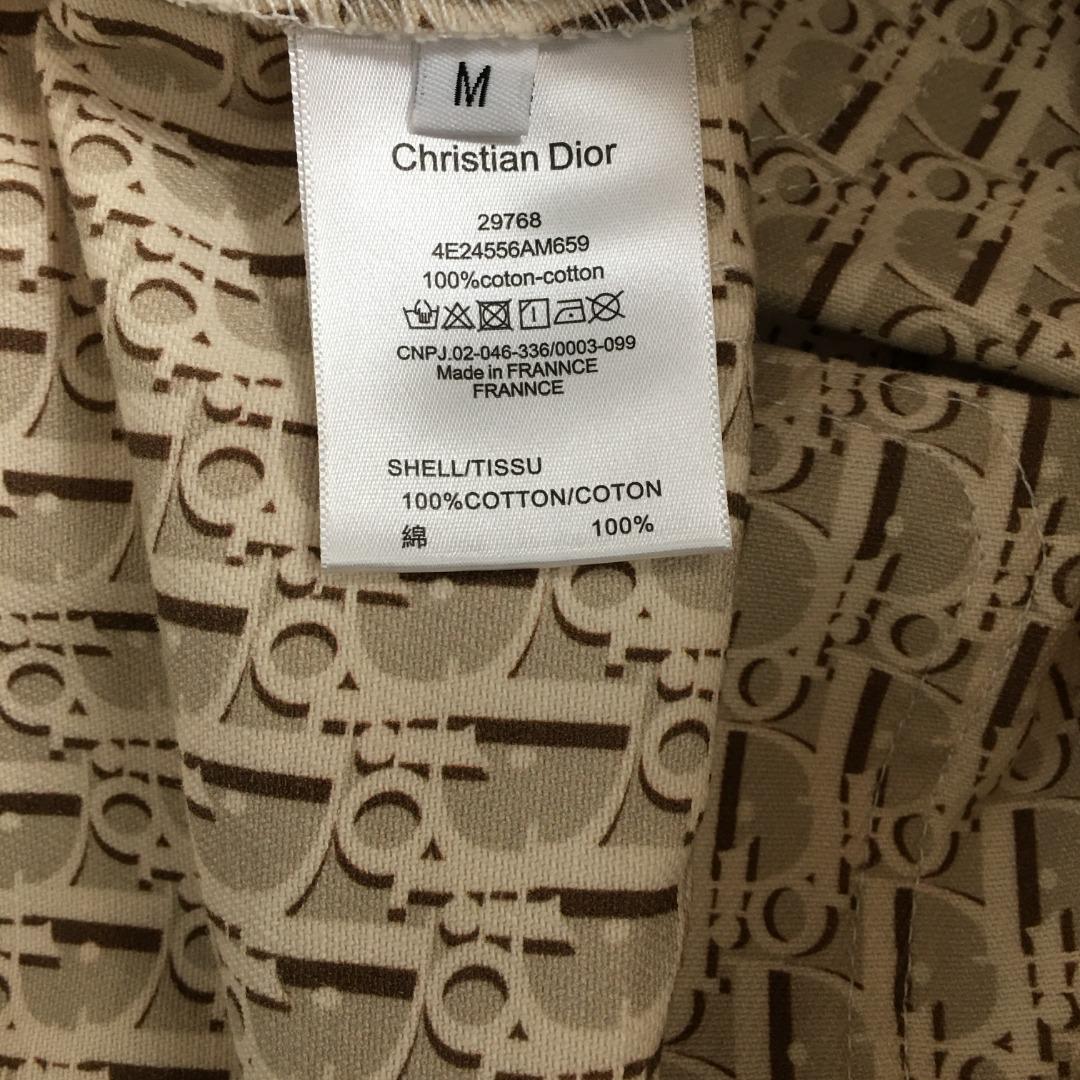 M
Christian Dior
29768
4E24556AM659
100%coton-cotton
CNPJ.02-046-336/0003-099
Made in FRANNCE
FRANNCE
SHELL/TISSU
100%COTTON/COTON
綿 100%